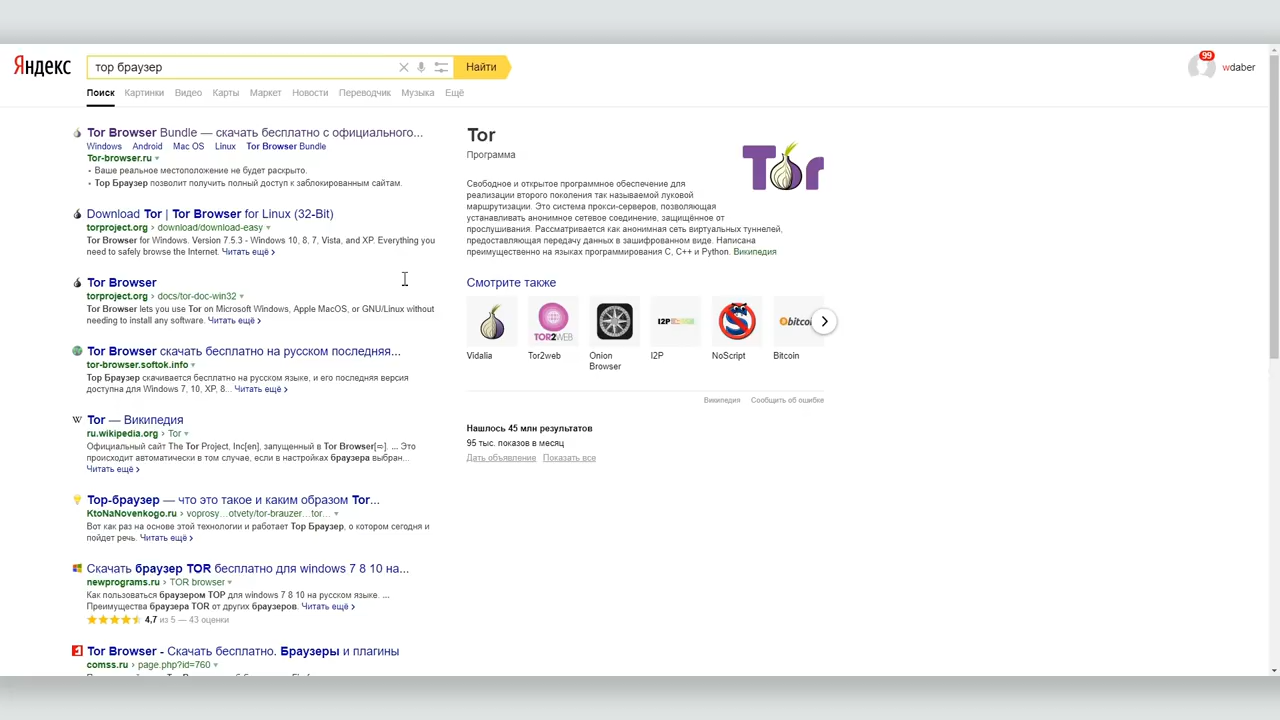 Яндекс
тор браузер
Найти
99
wdaber
Поиск Картинки Видео Карты Маркет Новости Переводчик Музыка Ещё
Tor Browser Bundle — скачать бесплатно с официального...
Windows Android Mac OS Linux Tor Browser Bundle
Tor-browser.ru
• Ваше реальное местоположение не будет раскрыто.
• Тор Браузер позволит получить полный доступ к заблокированным сайтам.
Download Tor | Tor Browser for Linux (32-Bit)
torproject.org › download/download-easy
Tor Browser for Windows. Version 7.5.3 - Windows 10, 8, 7, Vista, and XP. Everything you
need to safely browse the Internet. Читать ещё ›
Tor Browser
torproject.org › docs/tor-doc-win32
Tor Browser lets you use Tor on Microsoft Windows, Apple MacOS, or GNU/Linux without
needing to install any software. Читать ещё ›
Tor Browser скачать бесплатно на русском последняя...
tor-browser.softok.info
Тор Браузер скачивается бесплатно на русском языке, и его последняя версия
доступна для Windows 7, 10, XP, 8... Читать ещё ›
W
Tor — Википедия
ru.wikipedia.org › Tor
Официальный сайт The Tor Project, Inc[en], запущенный в Tor Browser[⇨]. ... Это
происходит автоматически в том случае, если в настройках браузера выбран...
Читать ещё ›
Тор-браузер — что это такое и каким образом Tor...
KtoNaNovenkogo.ru › voprosy…otvety/tor-brauzer…tor...
Вот как раз на основе этой технологии и работает Тор Браузер, о котором сегодня и
пойдет речь. Читать ещё ›
Скачать браузер TOR бесплатно для windows 7 8 10 на...
newprograms.ru › TOR browser
Как пользоваться браузером ТОР для windows 7 8 10 на русском языке. ...
Преимущества браузера TOR от других браузеров. Читать ещё ›
4,7 из 5 — 43 оценки
Tor Browser - Скачать бесплатно. Браузеры и плагины
comss.ru › page.php?id=760
Tor
Программа
Tor
Свободное и открытое программное обеспечение для
реализации второго поколения так называемой луковой
маршрутизации. Это система прокси-серверов, позволяющая
устанавливать анонимное сетевое соединение, защищённое от
прослушивания. Рассматривается как анонимная сеть виртуальных туннелей,
предоставляющая передачу данных в зашифрованном виде. Написана
преимущественно на языках программирования C, C++ и Python. Википедия
Смотрите также
TOR2WEB
I2P
bitcoi
Vidalia Tor2web Onion I2P NoScript Bitcoin
Browser
Википедия Сообщить об ошибке
Нашлось 45 млн результатов
95 тыс. показов в месяц
Дать объявление Показать все